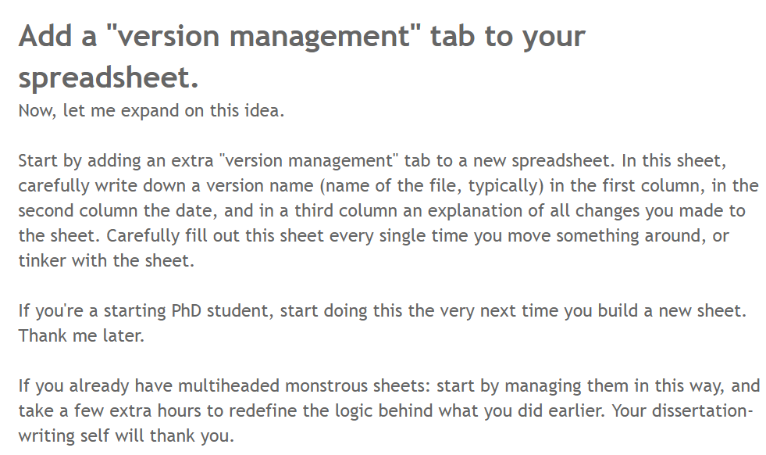 Add a "version management" tab to your
spreadsheet.
Now, let me expand on this idea.
Start by adding an extra "version management" tab to a new spreadsheet. In this sheet,
carefully write down a version name (name of the file, typically) in the first column, in the
second column the date, and in a third column an explanation of all changes you made to
the sheet. Carefully fill out this sheet every single time you move something around, or
tinker with the sheet.
If you're a starting PhD student, start doing this the very next time you build a new sheet.
Thank me later.
If you already have multiheaded monstrous sheets: start by managing them in this way, and
take a few extra hours to redefine the logic behind what you did earlier. Your dissertation-
writing self will thank you.